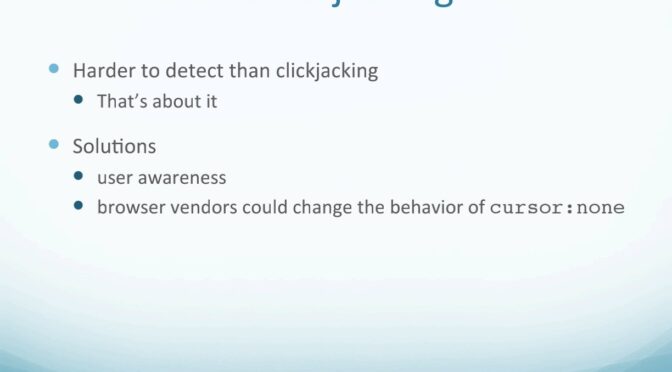 Harder to detect than clickjacking
That's about it
Solutions
user awareness
browser vendors could change the behavior of cursor:none